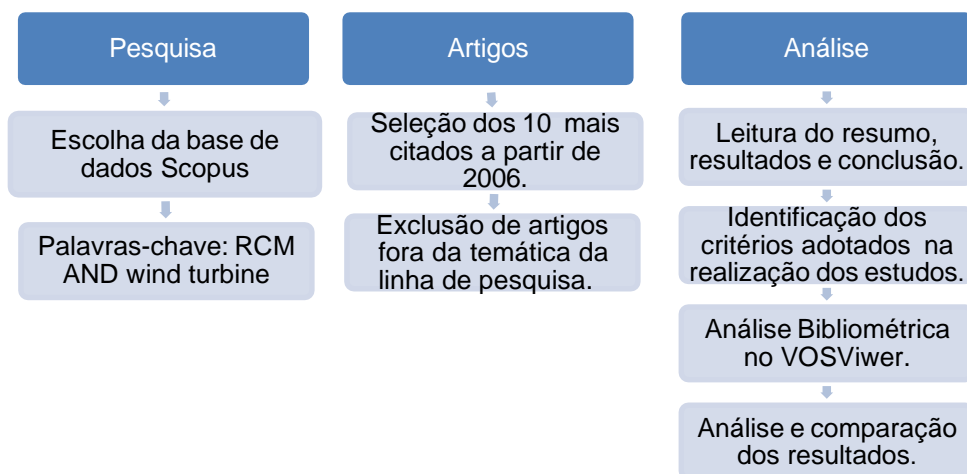 Pesquisa
Escolha da base de
dados Scopus
Palavras-chave: RCM
AND wind turbine
Artigos
Seleção dos 10 mais
citados a partir de
2006.
Exclusão de artigos
fora da temática da
linha de pesquisa.
Análise
Leitura do resumo,
resultados e conclusão.
Identificação dos
critérios adotados na
realização dos estudos.
Análise Bibliométrica
no VOSViwer.
Análise e comparação
dos resultados.